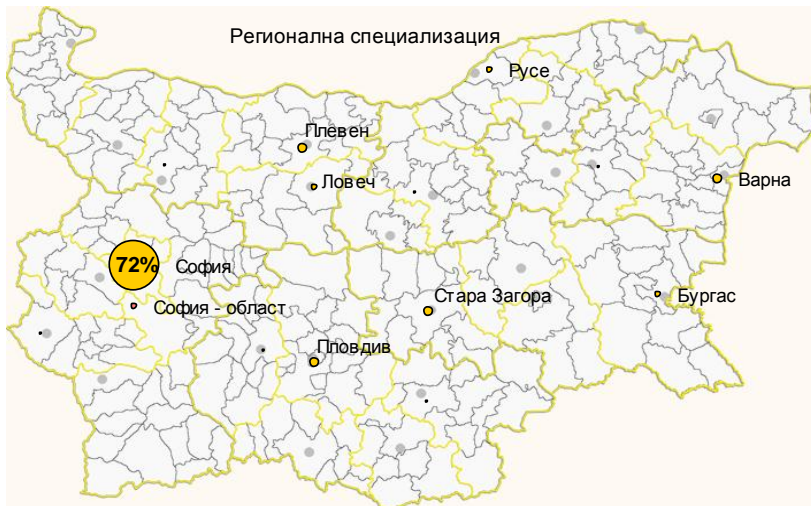 Регионална специализация
Русе
Плевен
Ловеч
Варна
72%
София
София - област
Стара Загора
Бургас
Пловдив